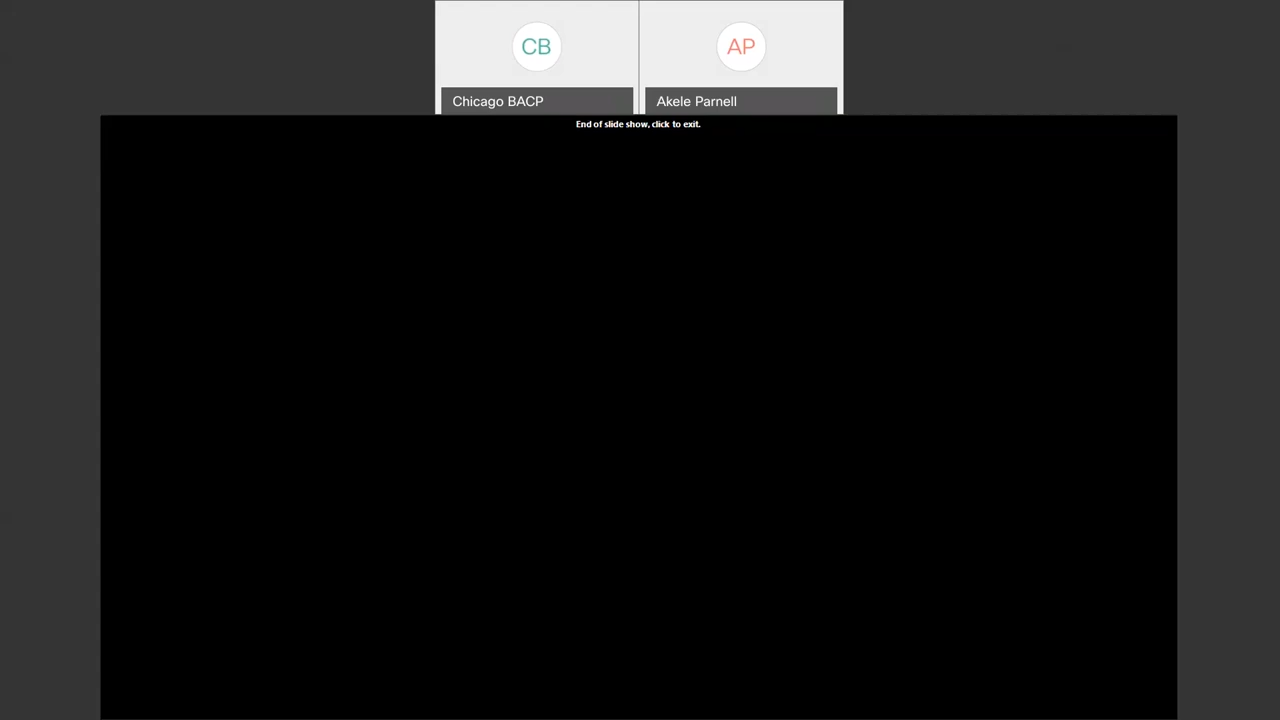 CB
AP
Chicago BACP
Akele Parnell
End of slide show, click to exit.